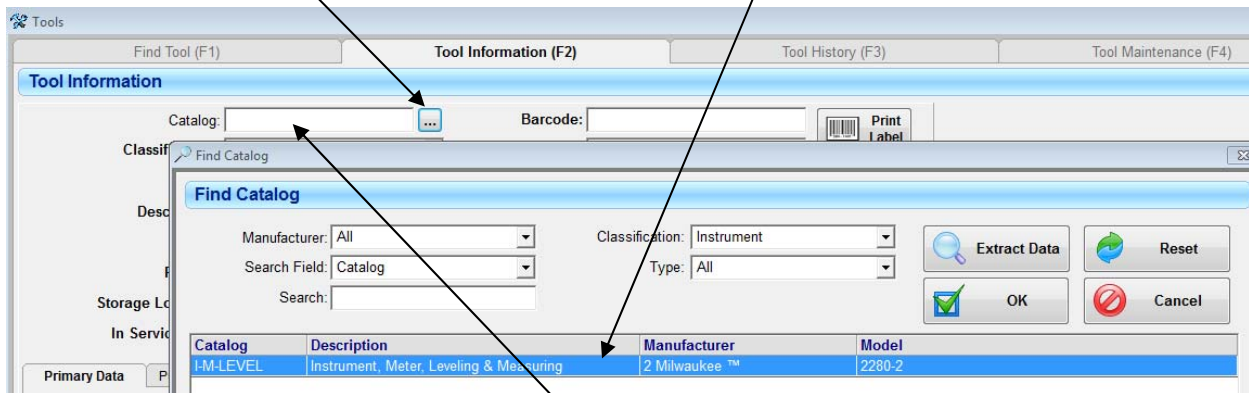 Tools
Find Tool (F1) Tool Information (F2) Tool History (F3) Tool Maintenance (F4)
Tool Information
Catalog: ... Barcode: Print Label
Classif
Find Catalog
Find Catalog
Desc
Manufacturer: All Classification: Instrument Extract Data Reset
Search Field: Catalog Type: All
Storage Lo Search: OK Cancel
In Servic
Catalog Description Manufacturer Model
I-M-LEVEL Instrument, Meter, Leveling & Measuring 2 Milwaukee ™ 2280-2
Primary Data P